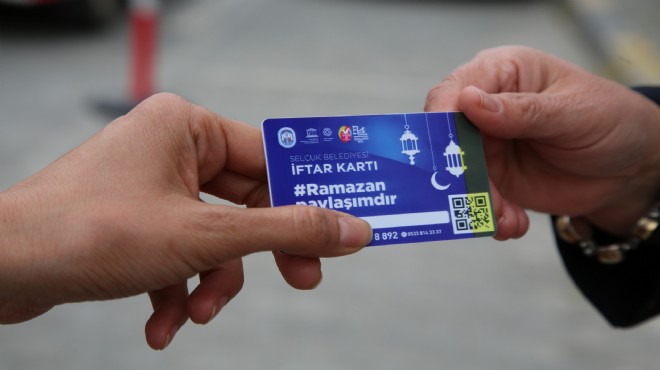 SELÇUK BELEDİYESİ
İFTAR KARTI
#Ramazan
paylaşımdır
8 892 0533 814 33 37